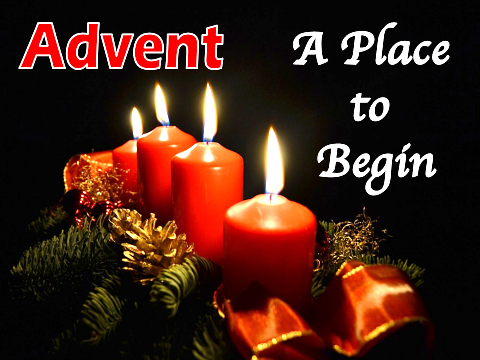 Advent
A Place
to
Begin